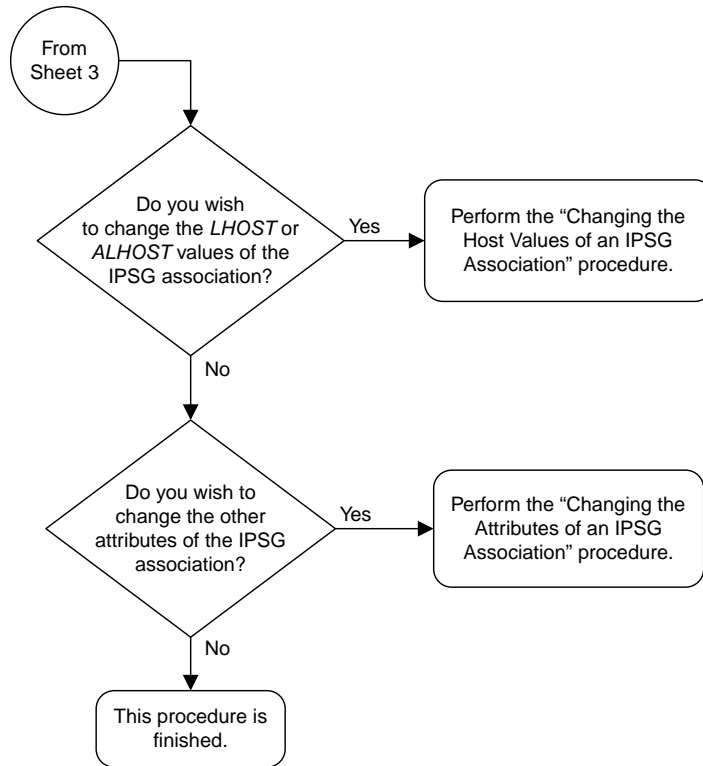 From
Sheet 3
Do you wish
to change the LHOST or
ALHOST values of the
IPSG association?
Yes
Perform the “Changing the
Host Values of an IPSG
Association” procedure.
No
Do you wish to
change the other
attributes of the IPSG
association?
Yes
Perform the “Changing the
Attributes of an IPSG
Association” procedure.
No
This procedure is
finished.